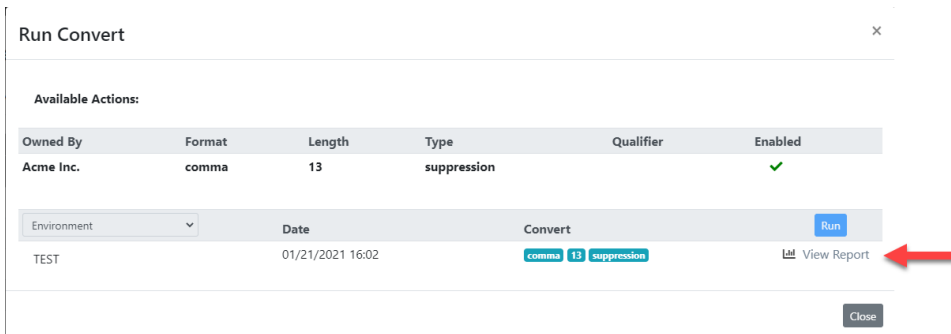 Run Convert ×
Available Actions:
Owned By Format Length Type Qualifier Enabled
Acme Inc. comma 13 suppression
Environment Date Convert Run
TEST 01/21/2021 16:02 comma 13 suppression View Report
Close